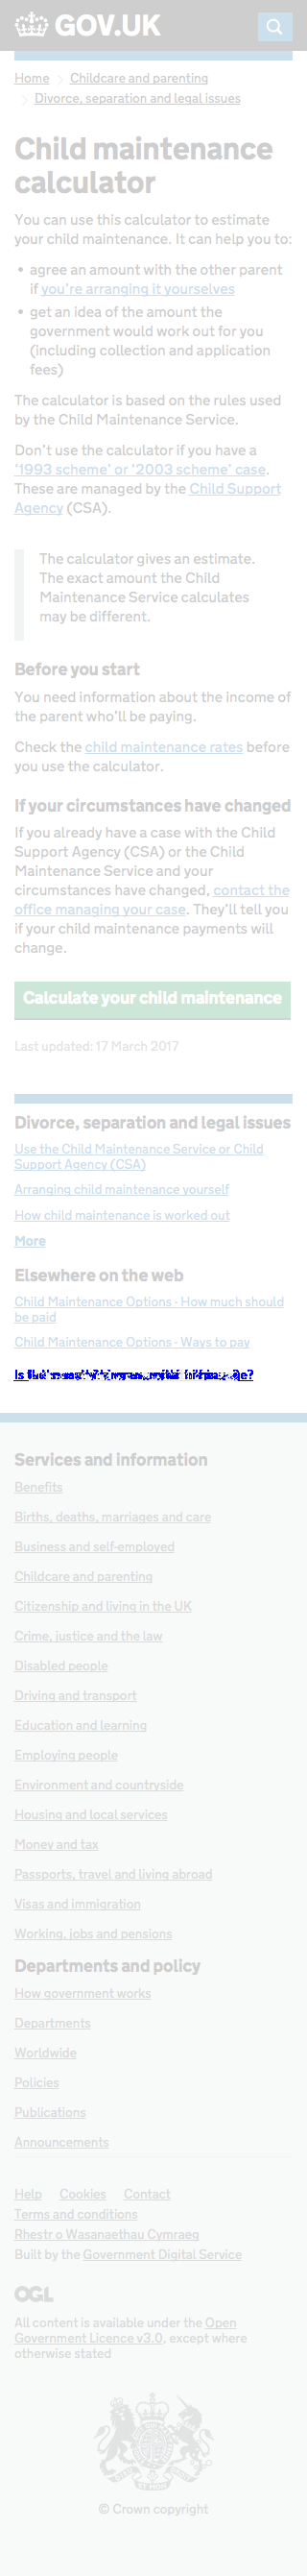 GOV.UK
Home
Childcare and parenting
Divorce, separation and legal issues
Child maintenance
calculator
You can use this calculator to estimate
your child maintenance. It can help you to:
• agree an amount with the other parent
if you’re arranging it yourselves
• get an idea of the amount the
government would work out for you
(including collection and application
fees)
The calculator is based on the rules used
by the Child Maintenance Service.
Don’t use the calculator if you have a
‘1993 scheme’ or ‘2003 scheme’ case.
These are managed by the Child Support
Agency (CSA).
The calculator gives an estimate.
The exact amount the Child
Maintenance Service calculates
may be different.
Before you start
You need information about the income of
the parent who’ll be paying.
Check the child maintenance rates before
you use the calculator.
If your circumstances have changed
If you already have a case with the Child
Support Agency (CSA) or the Child
Maintenance Service and your
circumstances have changed, contact the
office managing your case. They’ll tell you
if your child maintenance payments will
change.
Calculate your child maintenance
Last updated: 17 March 2017
Divorce, separation and legal issues
Use the Child Maintenance Service or Child
Support Agency (CSA)
Arranging child maintenance yourself
How child maintenance is worked out
More
Elsewhere on the web
Child Maintenance Options - How much should
be paid
Child Maintenance Options - Ways to pay
Services and information
Benefits
Births, deaths, marriages and care
Business and self-employed
Childcare and parenting
Citizenship and living in the UK
Crime, justice and the law
Disabled people
Driving and transport
Education and learning
Employing people
Environment and countryside
Housing and local services
Money and tax
Passports, travel and living abroad
Visas and immigration
Working, jobs and pensions
Departments and policy
How government works
Departments
Worldwide
Policies
Publications
Announcements
Help Cookies Contact
Terms and conditions
Rhestr o Wasanaethau Cymraeg
Built by the Government Digital Service
OGL
All content is available under the Open
Government Licence v3.0, except where
otherwise stated
© Crown copyright